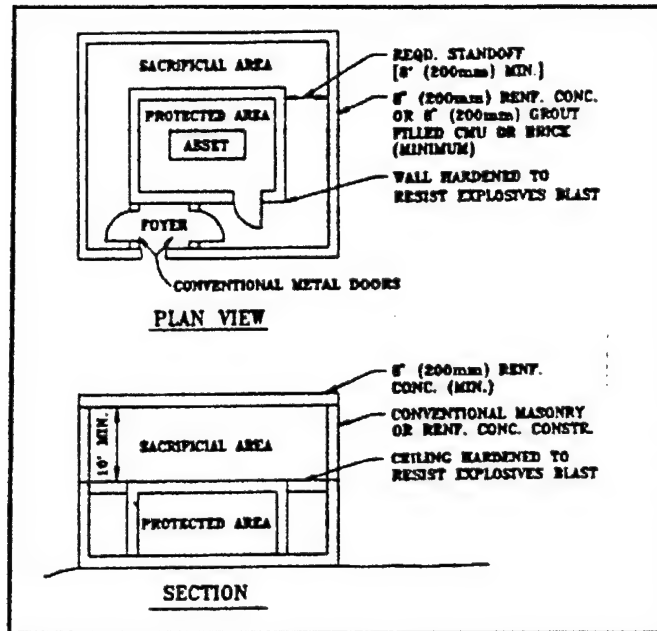 SACRIFICIAL AREA
PROTECTED AREA
ASSET
FOYER
REQD. STANDOFF
[8' (200mm) MIN.]
8" (200mm) RENF. CONC.
OR 8" (200mm) GROUT
FILLED CMU OR BRICK
(MINIMUM)
WALL HARDENED TO
RESIST EXPLOSIVES BLAST
CONVENTIONAL METAL DOORS
PLAN VIEW
8" (200mm) RENF.
CONC. (MIN.)
CONVENTIONAL MASONRY
OR RENF. CONC. CONSTR.
CEILING HARDENED TO
RESIST EXPLOSIVES BLAST
10' MIN.
SACRIFICIAL AREA
PROTECTED AREA
SECTION